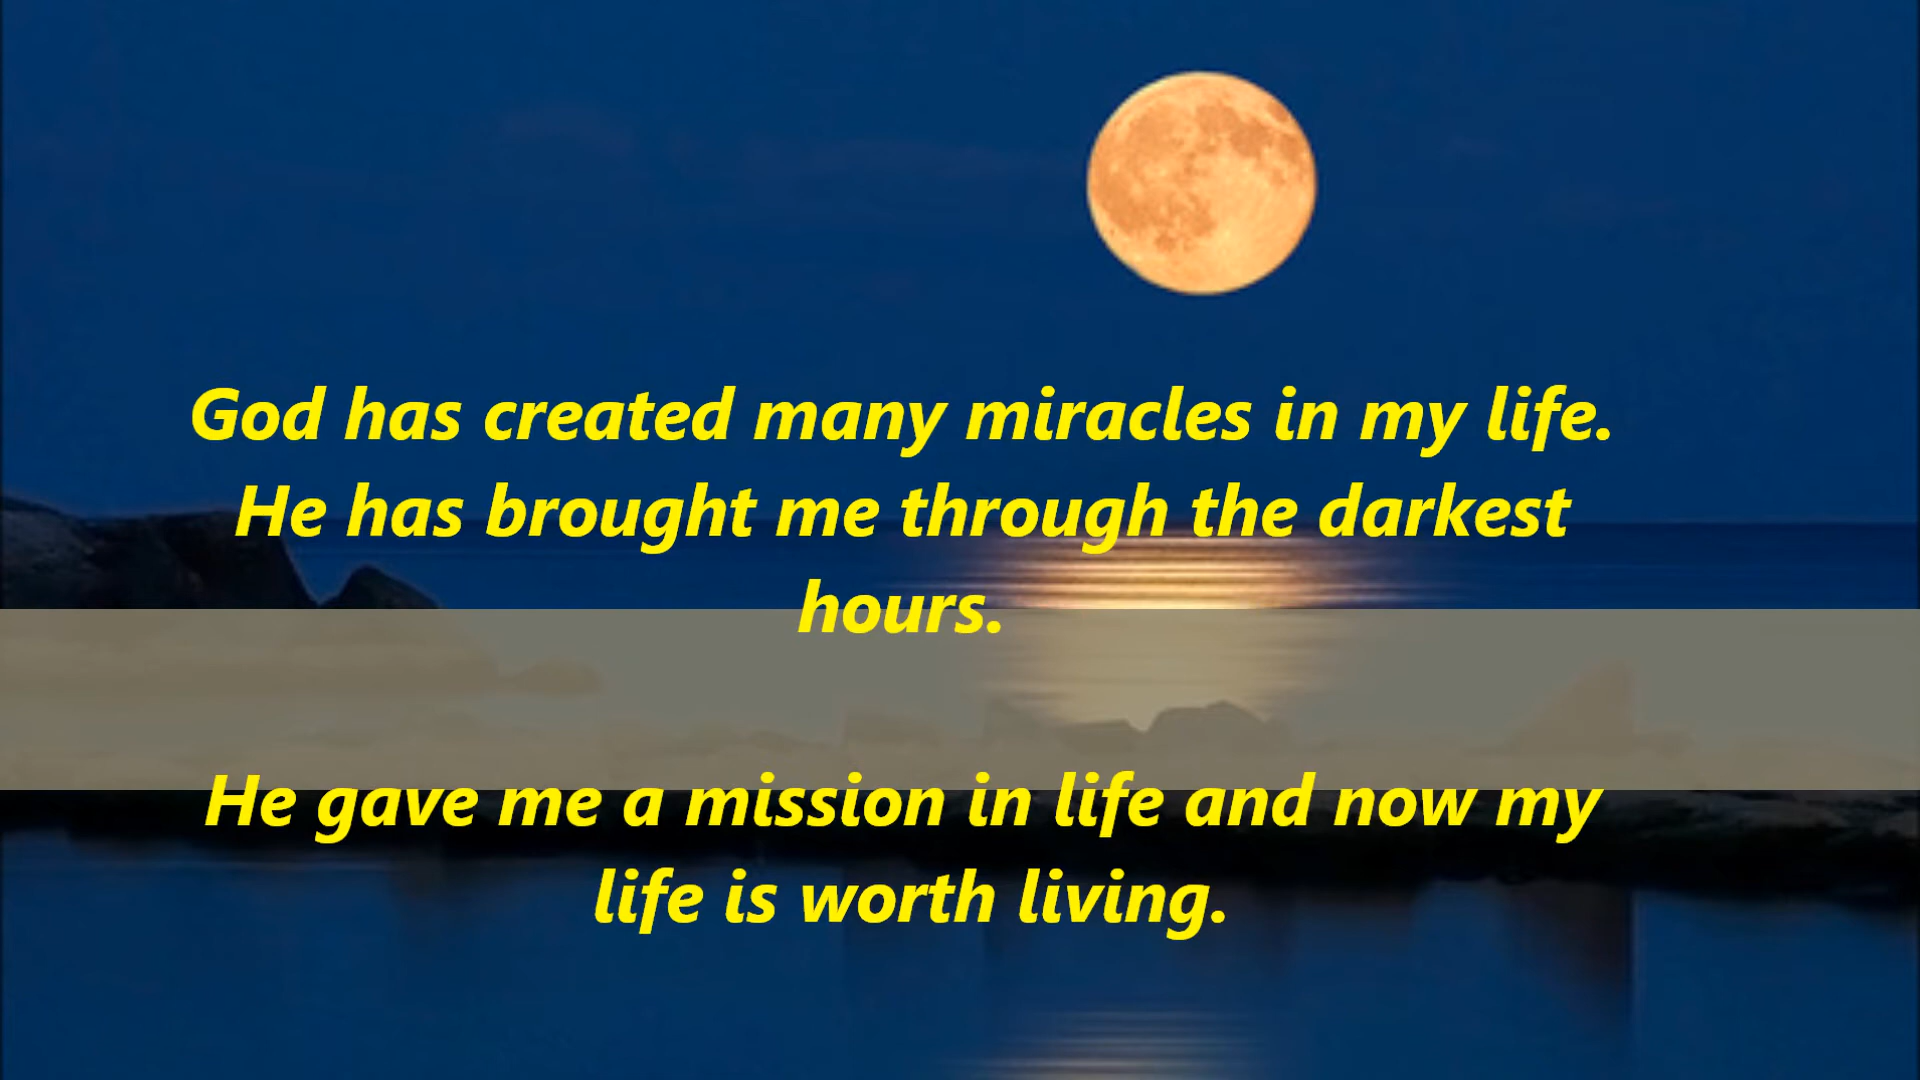 God has created many miracles in my life.
He has brought me through the darkest
hours.
He gave me a mission in life and now my
life is worth living.